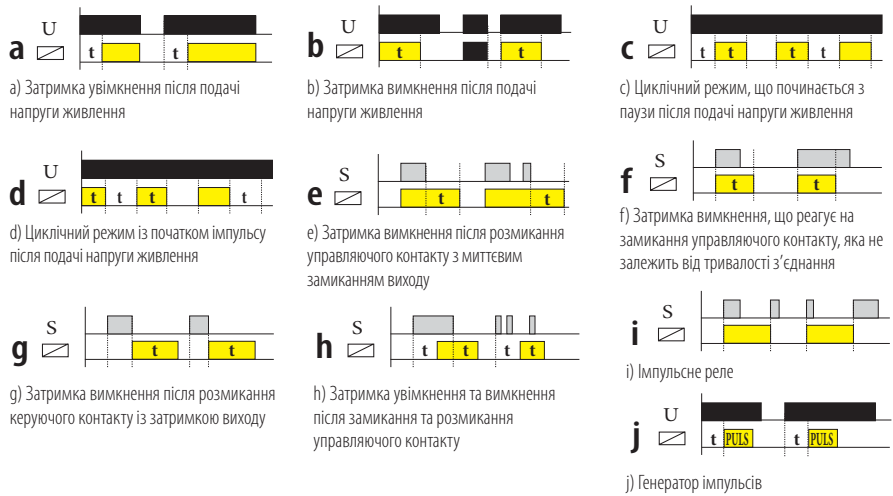 U
a t t
a) Затримка увімкнення після подачі
напруги живлення
U
b t t
b) Затримка вимкнення після подачі
напруги живлення
U
c t t t t
c) Циклічний режим, що починається з
паузи після подачі напруги живлення
U
d t t t t
d) Циклічний режим із початком імпульсу
після подачі напруги живлення
S
e t t
e) Затримка вимкнення після розмикання
управляючого контакту з миттєвим
замиканням виходу
S
f t t
f) Затримка вимкнення, що реагує на
замикання управляючого контакту, яка не
залежить від тривалості з’єднання
S
g t t
g) Затримка вимкнення після розмикання
керуючого контакту із затримкою виходу
S
h t t t t
h) Затримка увімкнення та вимкнення
після замикання та розмикання
управляючого контакту
S
i
i) Імпульсне реле
U
j t PULS t PULS
j) Генератор імпульсів